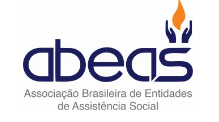 abeas
Associação Brasileira de Entidades
de Assistência Social